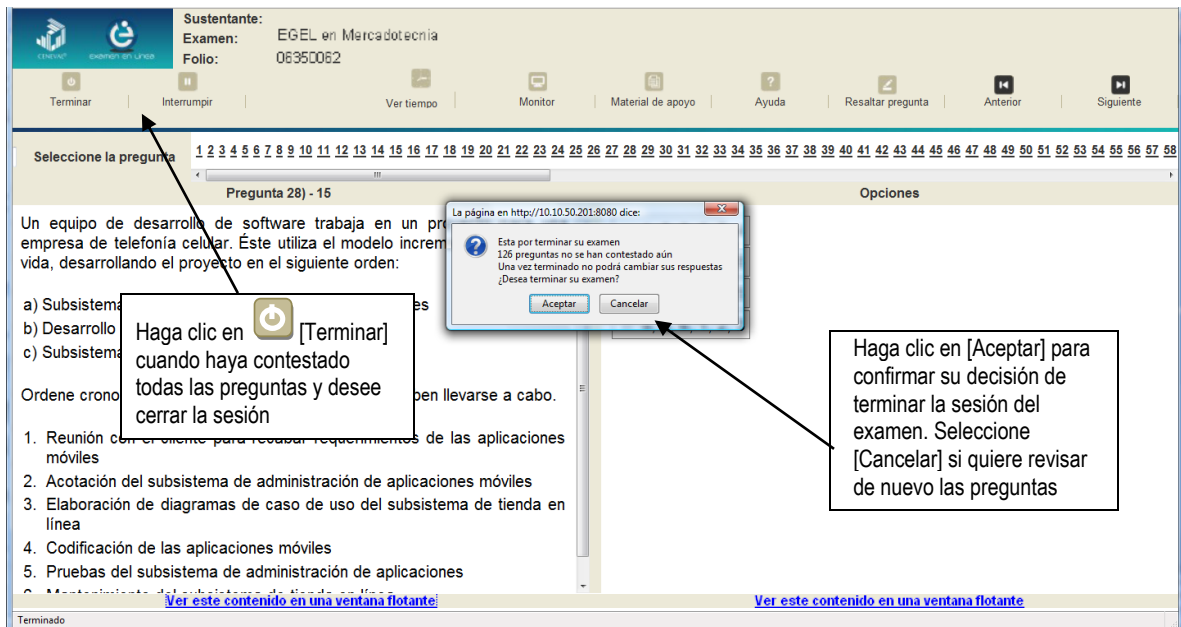 Sustentante:
Examen: EGEL en Mercadotecnia
Folio: 06350062
CENEVAL
EXAMEN EN LÍNEA
Terminar
Interrumpir
Ver tiempo
Monitor
Material de apoyo
Ayuda
Resaltar pregunta
Anterior
Siguiente
Seleccione la pregunta
1 2 3 4 5 6 7 8 9 10 11 12 13 14 15 16 17 18 19 20 21 22 23 24 25 26 27 28 29 30 31 32 33 34 35 36 37 38 39 40 41 42 43 44 45 46 47 48 49 50 51 52 53 54 55 56 57 58
Pregunta 28) - 15
Opciones
Un equipo de desarrollo de software trabaja en un
empresa de telefonía celular. Éste utiliza el modelo
vida, desarrollando el proyecto en el siguiente orden:
a) Subsistema
b) Desarrollo
c) Subsistema
Ordene llevarse a cabo.
1. Reunión con el cliente para recabar requerimientos de las aplicaciones
móviles
2. Acotación del subsistema de administración de aplicaciones móviles
3. Elaboración de diagramas de caso de uso del subsistema de tienda en
línea
4. Codificación de las aplicaciones móviles
5. Pruebas del subsistema de administración de aplicaciones
La página en http://10.10.50.201:8080 dice:
Esta por terminar su examen
126 preguntas no se han contestado aún
Una vez terminado no podrá cambiar sus respuestas
¿Desea terminar su examen?
Aceptar
Cancelar
Haga clic en [Terminar]
cuando haya contestado
todas las preguntas y desee
cerrar la sesión
Haga clic en [Aceptar] para
confirmar su decisión de
terminar la sesión del
examen. Seleccione
[Cancelar] si quiere revisar
de nuevo las preguntas
Ver este contenido en una ventana flotante
Ver este contenido en una ventana flotante
Terminado